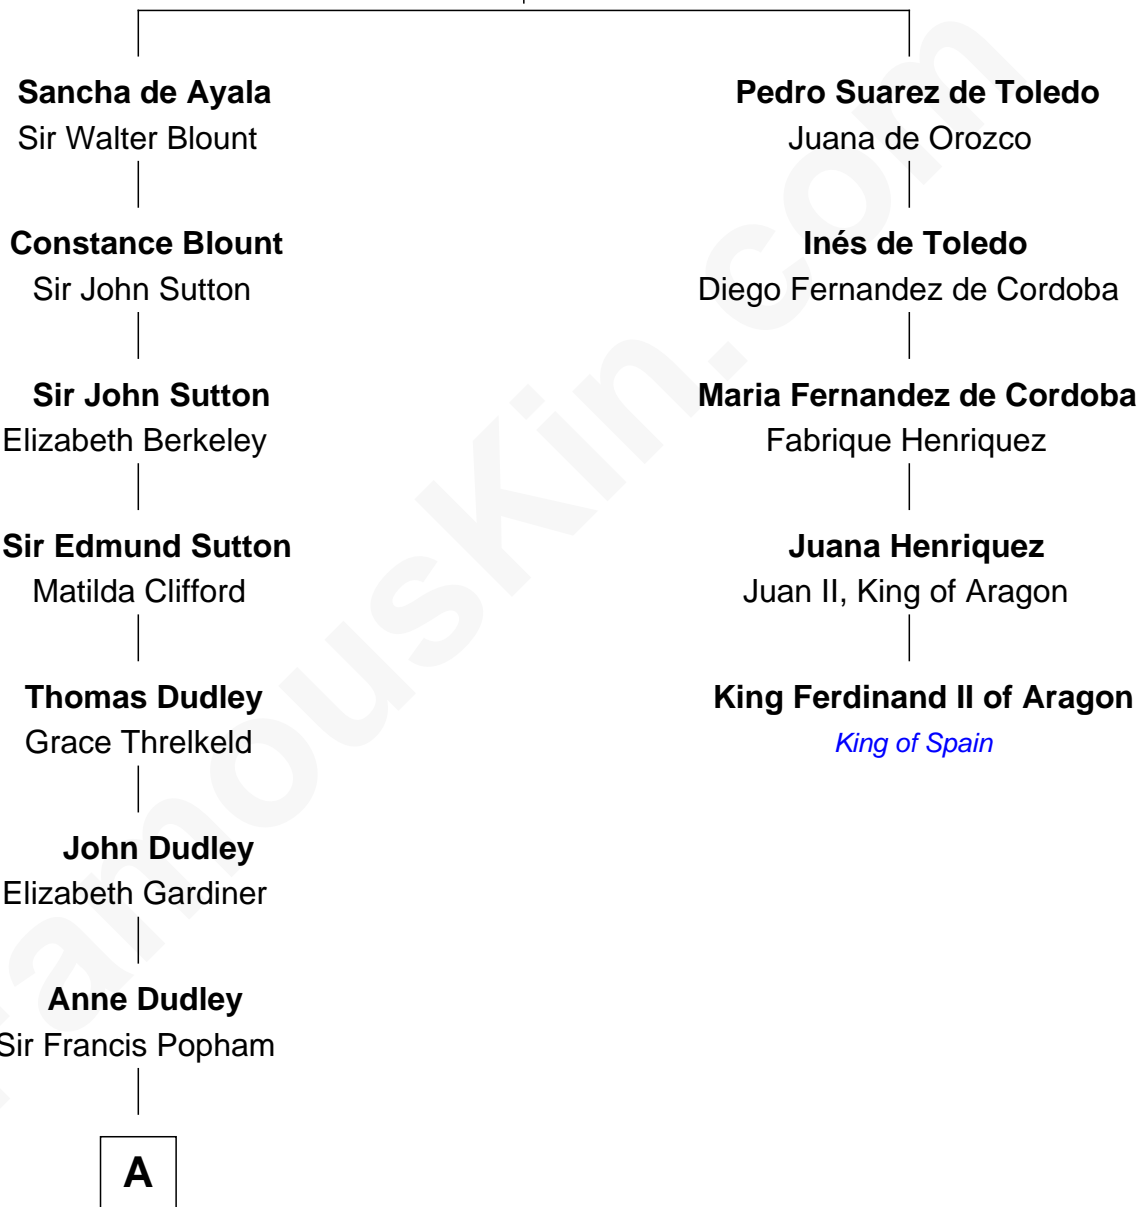 Sancha de Ayala
Sir Walter Blount
Pedro Suarez de Toledo
Juana de Orozco
Constance Blount
Sir John Sutton
Inés de Toledo
Diego Fernandez de Cordoba
Sir John Sutton
Elizabeth Berkeley
Maria Fernandez de Cordoba
Fabrique Henriquez
Sir Edmund Sutton
Matilda Clifford
Juana Henriquez
Juan II, King of Aragon
Thomas Dudley
Grace Threlkeld
King Ferdinand II of Aragon
King of Spain
John Dudley
Elizabeth Gardiner
Anne Dudley
Sir Francis Popham
A
FamousKin.com